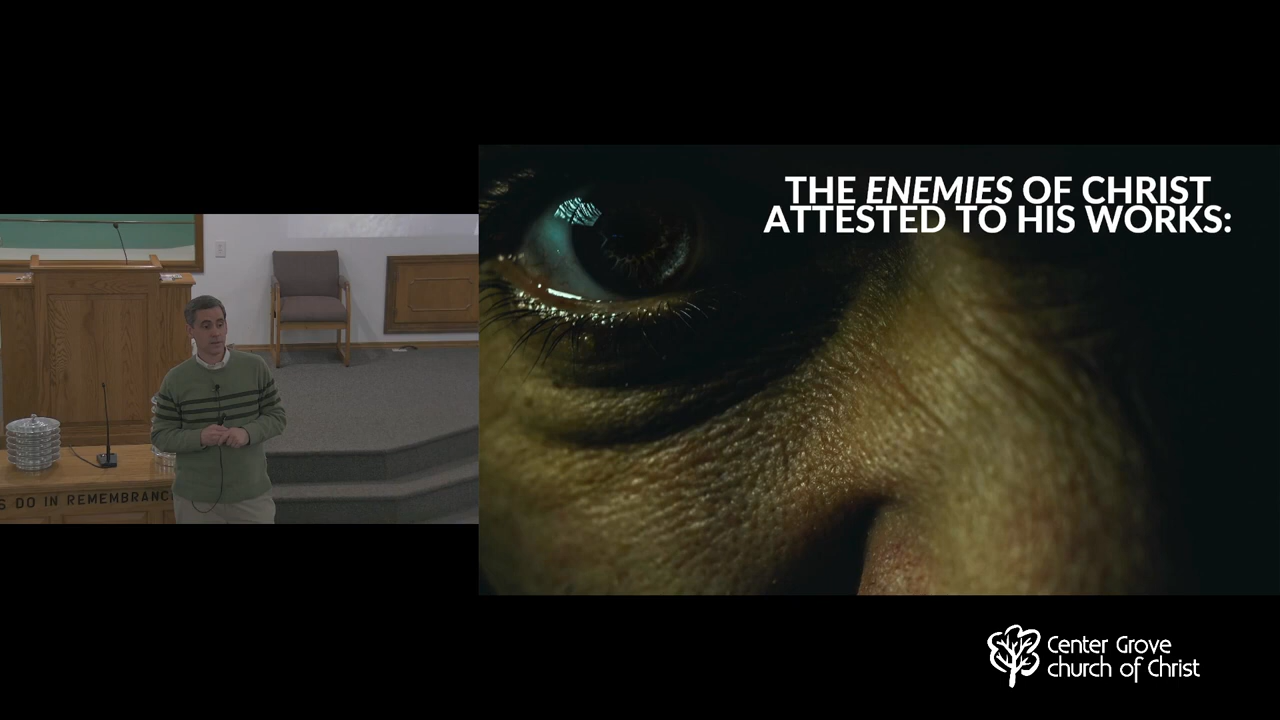 THE ENEMIES OF CHRIST
ATTESTED TO HIS WORKS:
S DO IN REMEMBRANC
Center Grove
church of Christ